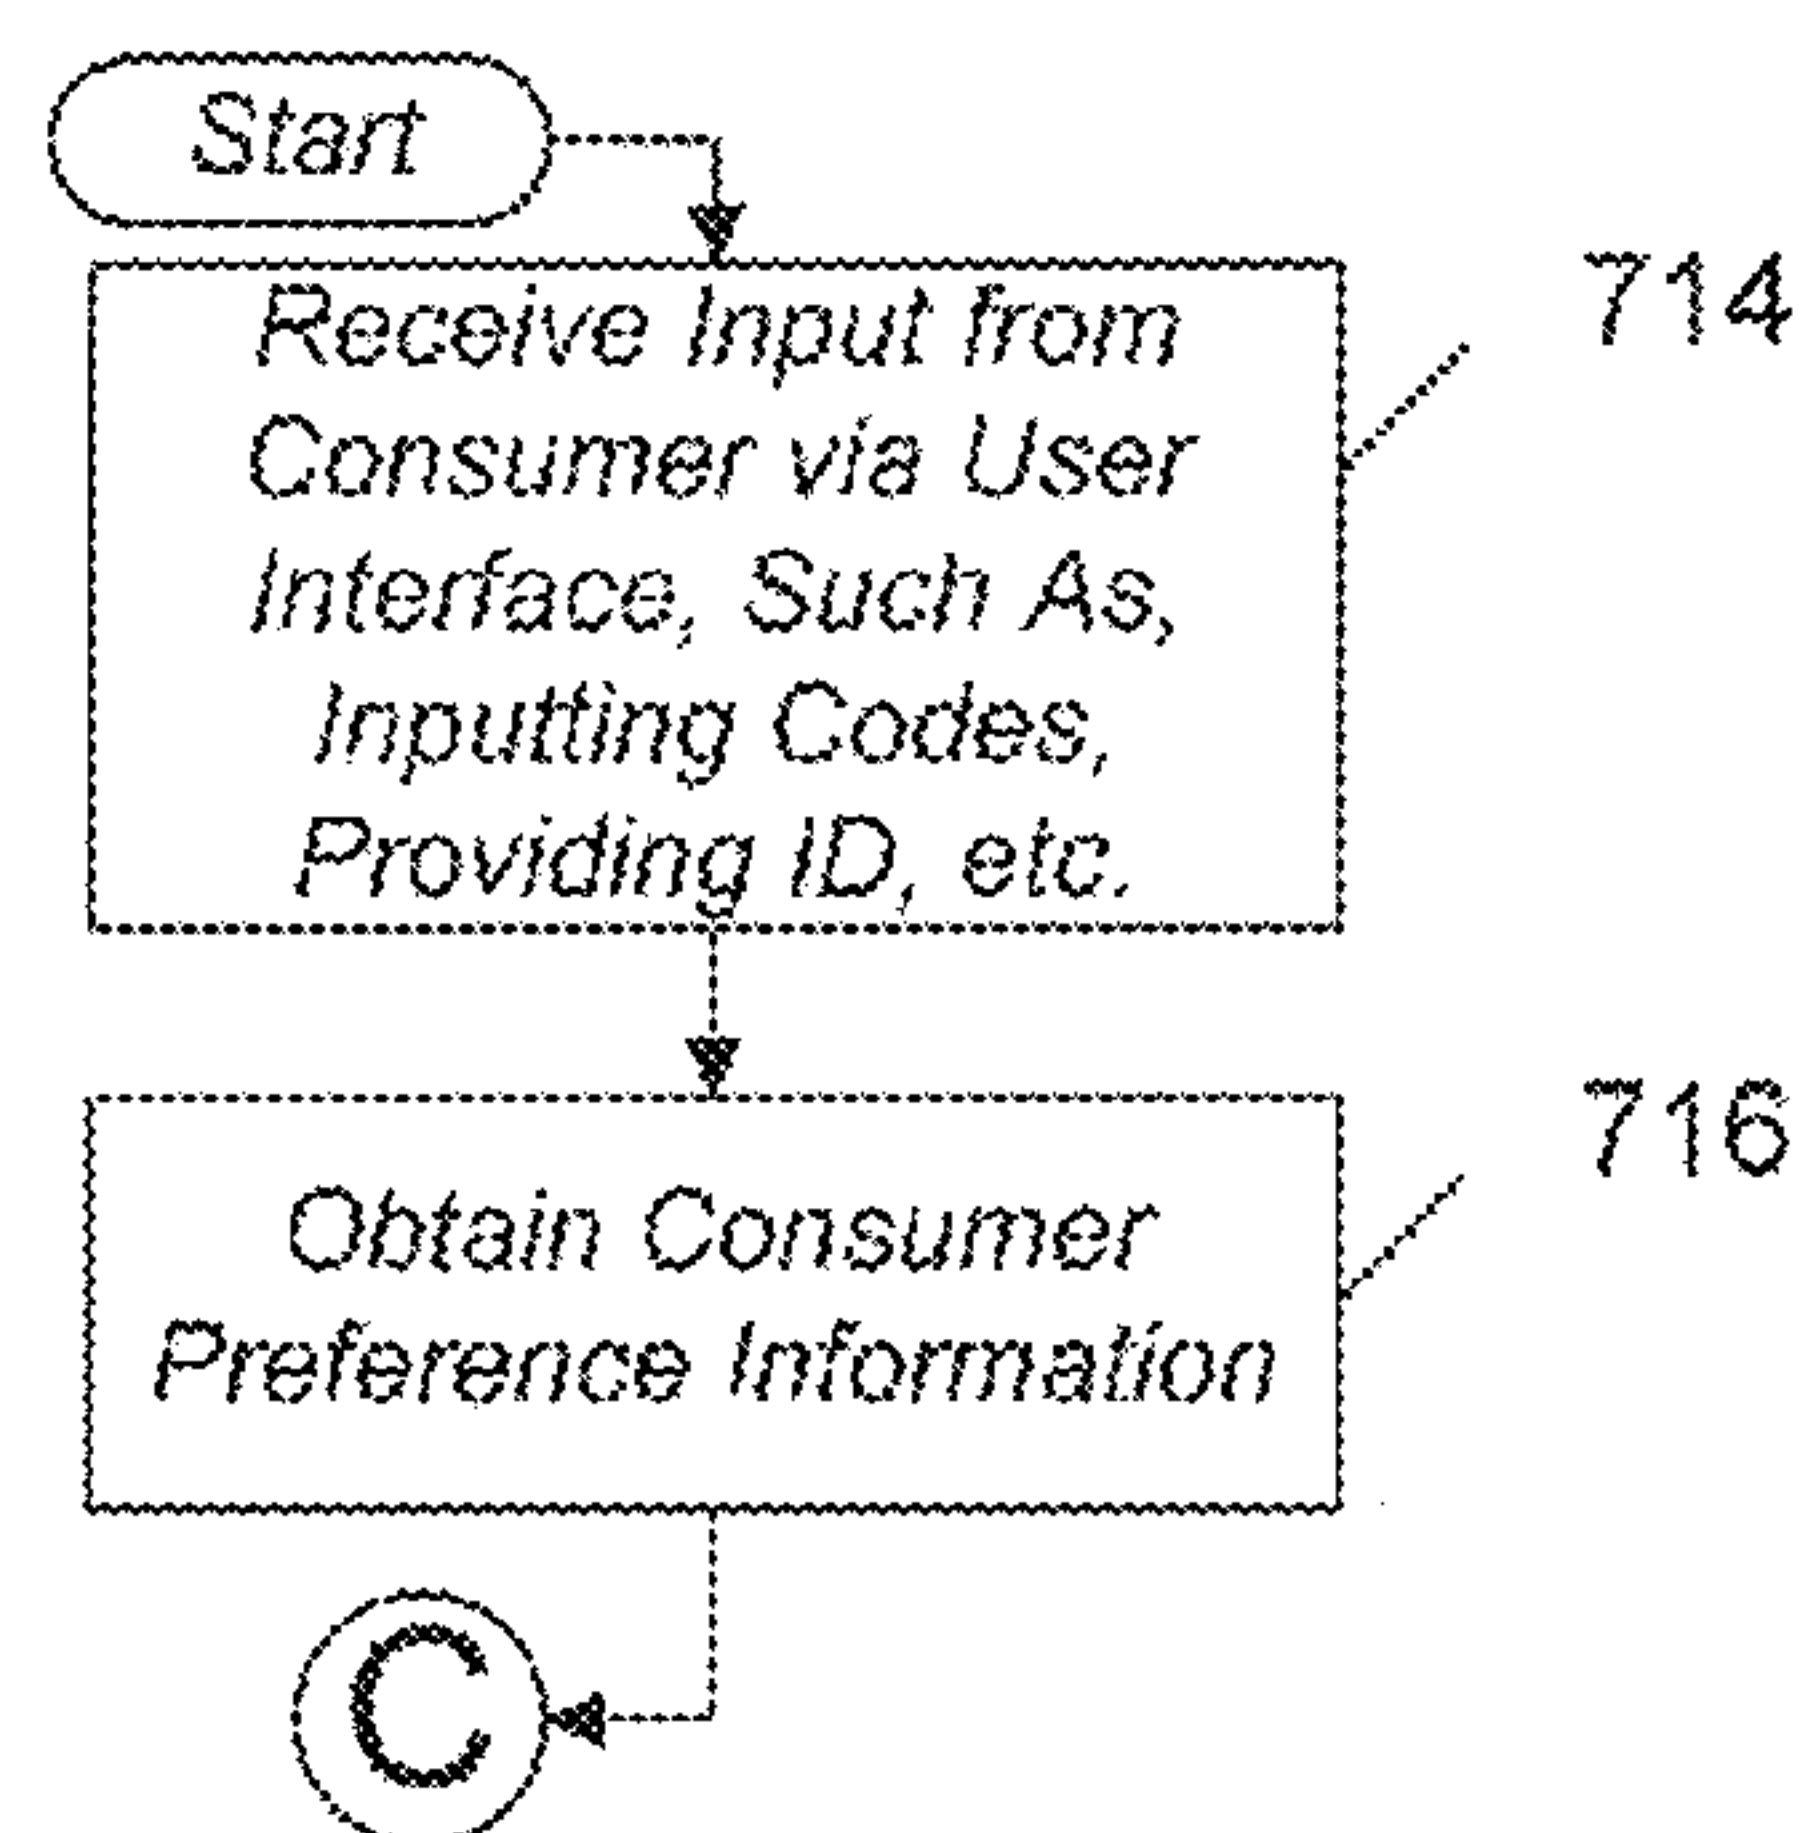 Start
714
Receive Input from
Consumer via User
Interface, Such As,
Inputting Codes,
Providing ID, etc.
716
Obtain Consumer
Preference Information
C